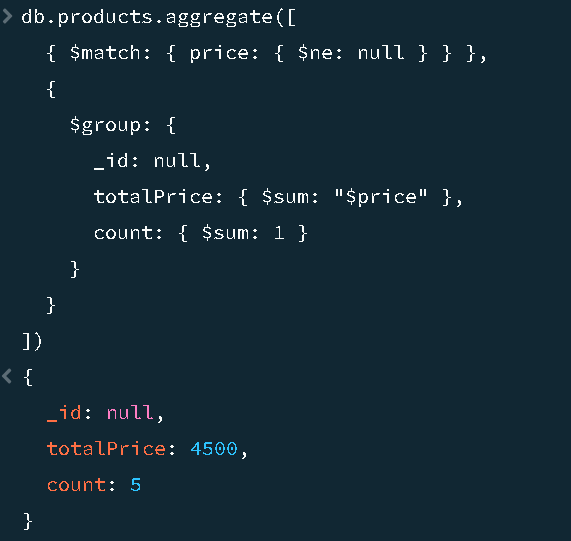 db.products.aggregate([
{ $match: { price: { $ne: null } } },
{
$group: {
_id: null,
totalPrice: { $sum: "$price" },
count: { $sum: 1 }
}
}
])
{
_id: null,
totalPrice: 4500,
count: 5
}